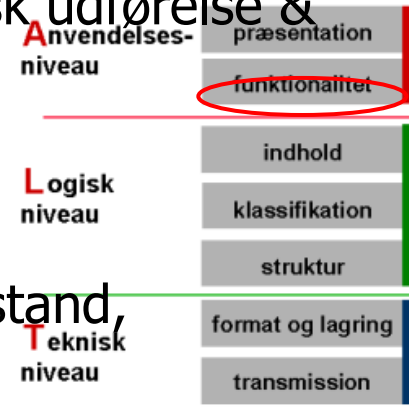 sk udførelse &
Anvendelses-
niveau
præsentation
funktionalitet
indhold
Logisk
niveau
klassifikation
struktur
stand,
Teknisk
niveau
format og lagring
transmission